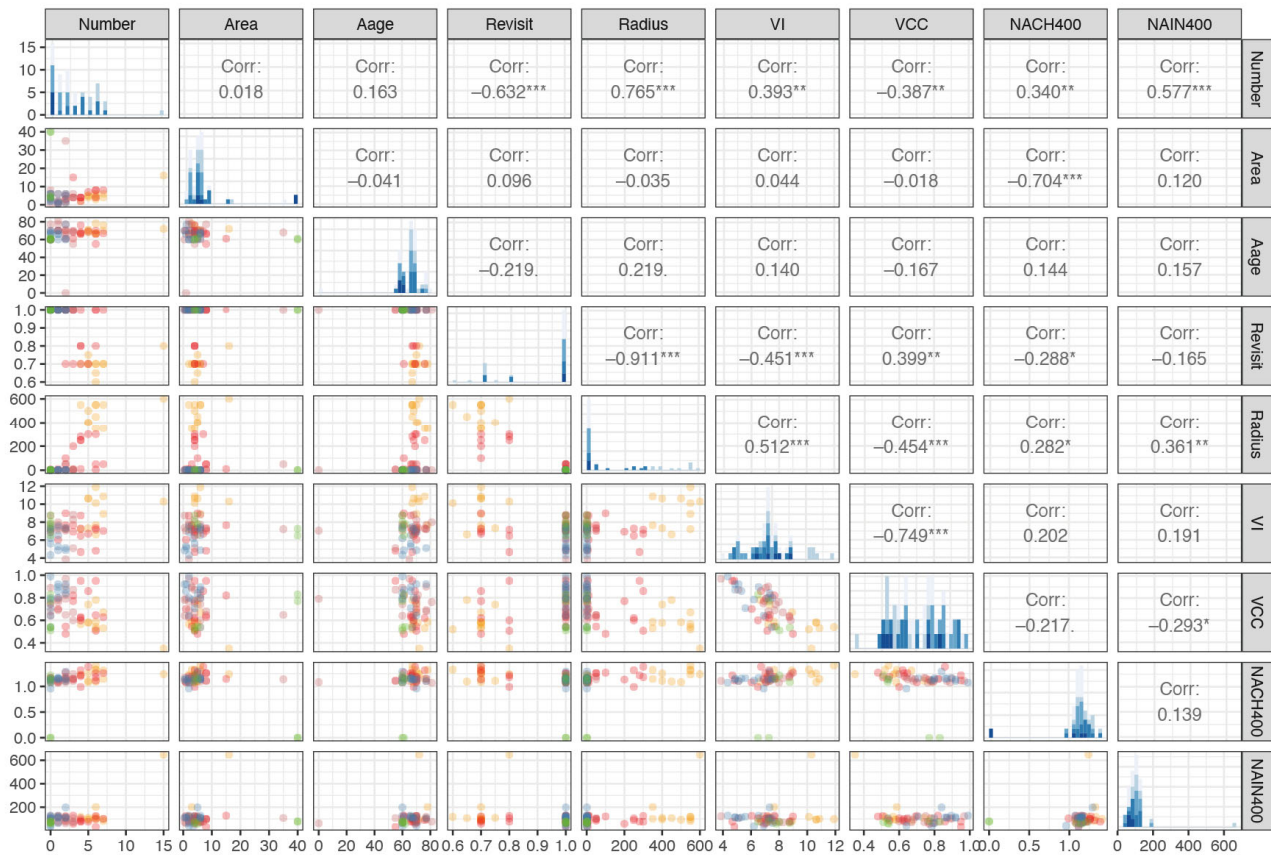 Number Area Aage Revisit Radius VI VCC NACH400 NAIN400
15
10
5
0
Corr: Corr: Corr: Corr: Corr: Corr: Corr: Corr:
0.018 0.163 −0.632*** 0.765*** 0.393** −0.387** 0.340** 0.577***
Number
40
30
20
10
0
Corr: Corr: Corr: Corr: Corr: Corr: Corr:
−0.041 0.096 −0.035 0.044 −0.018 −0.704*** 0.120
Area
80
60
40
20
0
Corr: Corr: Corr: Corr: Corr: Corr:
−0.219. 0.219. 0.140 −0.167 0.144 0.157
Aage
1.0
0.9
0.8
0.7
0.6
Corr: Corr: Corr: Corr: Corr:
−0.911*** −0.451*** 0.399** −0.288* −0.165
Revisit
600
400
200
0
Corr: Corr: Corr: Corr:
0.512*** −0.454*** 0.282* 0.361**
Radius
12
10
8
6
4
Corr: Corr: Corr:
−0.749*** 0.202 0.191
VI
1.0
0.8
0.6
0.4
Corr: Corr:
−0.217. −0.293*
VCC
1.0
0.5
0.0
Corr:
0.139
NACH400
600
400
200
NAIN400
0 5 10 15 0 10 20 30 40 0 20 40 60 80 0.6 0.7 0.8 0.9 1.0 0 200 400 600 4 6 8 10 12 0.4 0.6 0.8 1.0 0.0 0.5 1.0 0 200 400 600